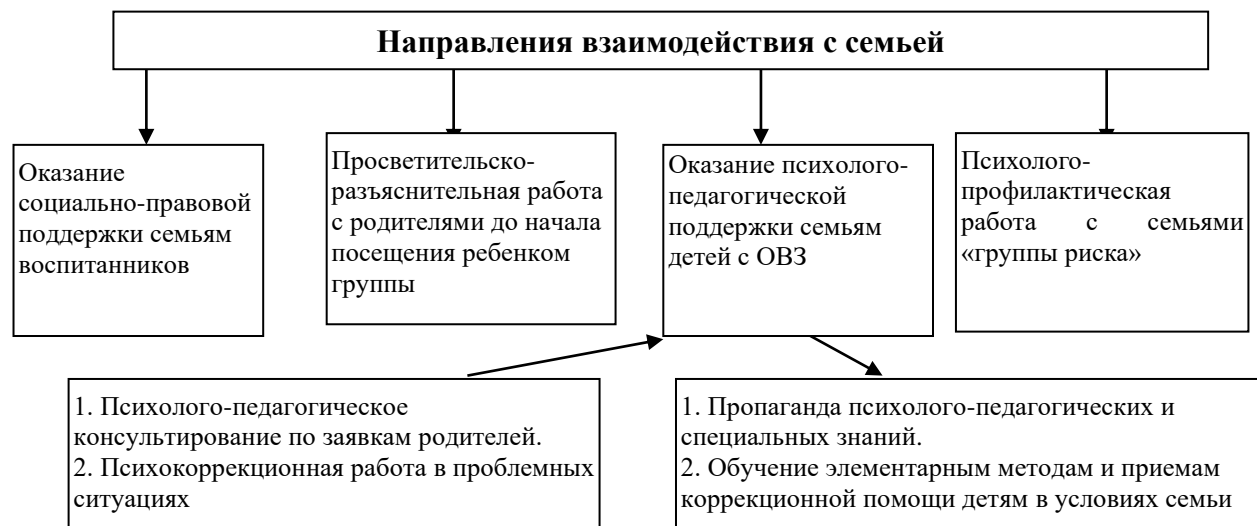 Направления взаимодействия с семьей
Оказание
социально-правовой
поддержки семьям
воспитанников
Просветительско-
разъяснительная работа
с родителями до начала
посещения ребенком
группы
Оказание психолого-
педагогической
поддержки семьям
детей с ОВЗ
Психолого-
профилактическая
работа с семьями
«группы риска»
1. Психолого-педагогическое
консультирование по заявкам родителей.
2. Психокоррекционная работа в проблемных
ситуациях
1. Пропаганда психолого-педагогических и
специальных знаний.
2. Обучение элементарным методам и приемам
коррекционной помощи детям в условиях семьи